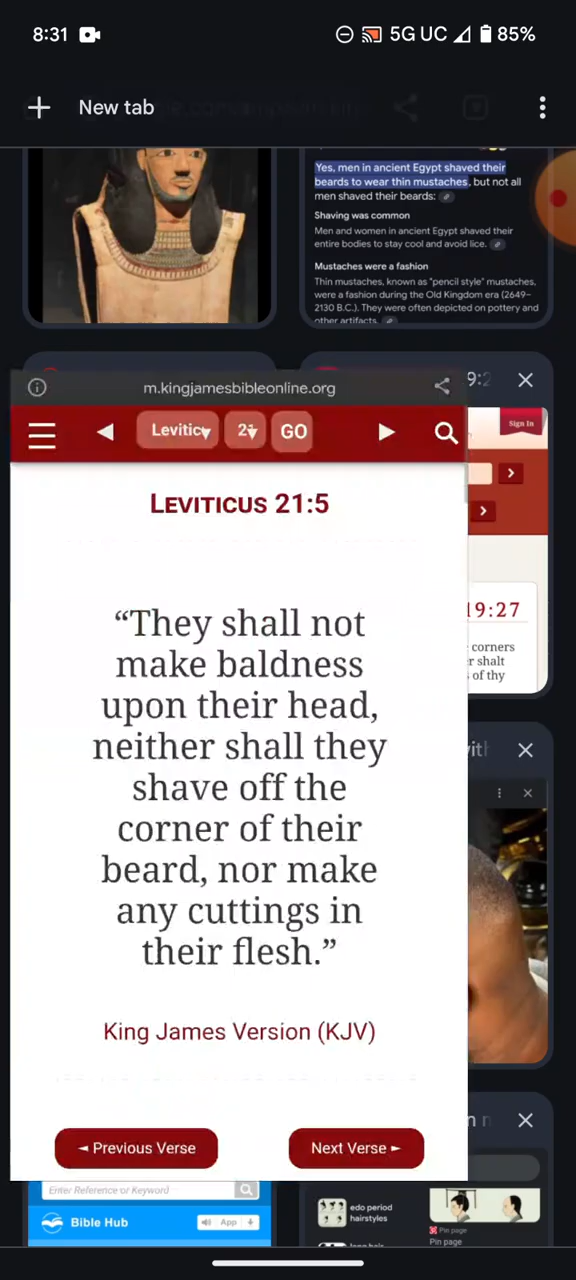 8:31
5G UC
85%
New tab
Yes, men in ancient Egypt shaved their
beards to wear thin mustaches, but not all
men shaved their beards:
Shaving was common
Men and women in ancient Egypt shaved their
entire bodies to stay cool and avoid lice.
Mustaches were a fashion
Thin mustaches, known as "pencil style" mustaches,
were a fashion during the Old Kingdom era (2649–
2130 B.C.). They were often depicted on pottery and
other artifacts.
m.kingjamesbibleonline.org
Levitic
GO
Sign In
LEVITICUS 21:5
“They shall not
make baldness
upon their head,
neither shall they
shave off the
corner of their
beard, nor make
any cuttings in
their flesh.”
King James Version (KJV)
◄ Previous Verse
Next Verse ►
19:27
corners
shalt
of thy
Enter Reference or Keyword
Bible Hub
App
edo period
hairstyles
Pin page
Pin page